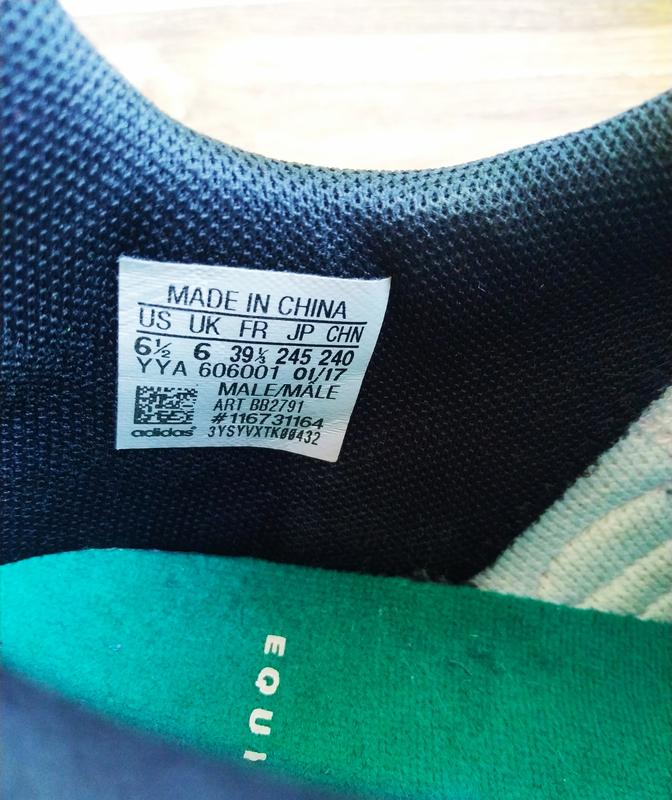 MADE IN CHINA
US UK FR JP CHN
6½ 6 39⅓ 245 240
YYA 606001 01/17
MALE/MÂLE
ART BB2791
#116731164
adidas 3YSYVXTK00432
EQUI